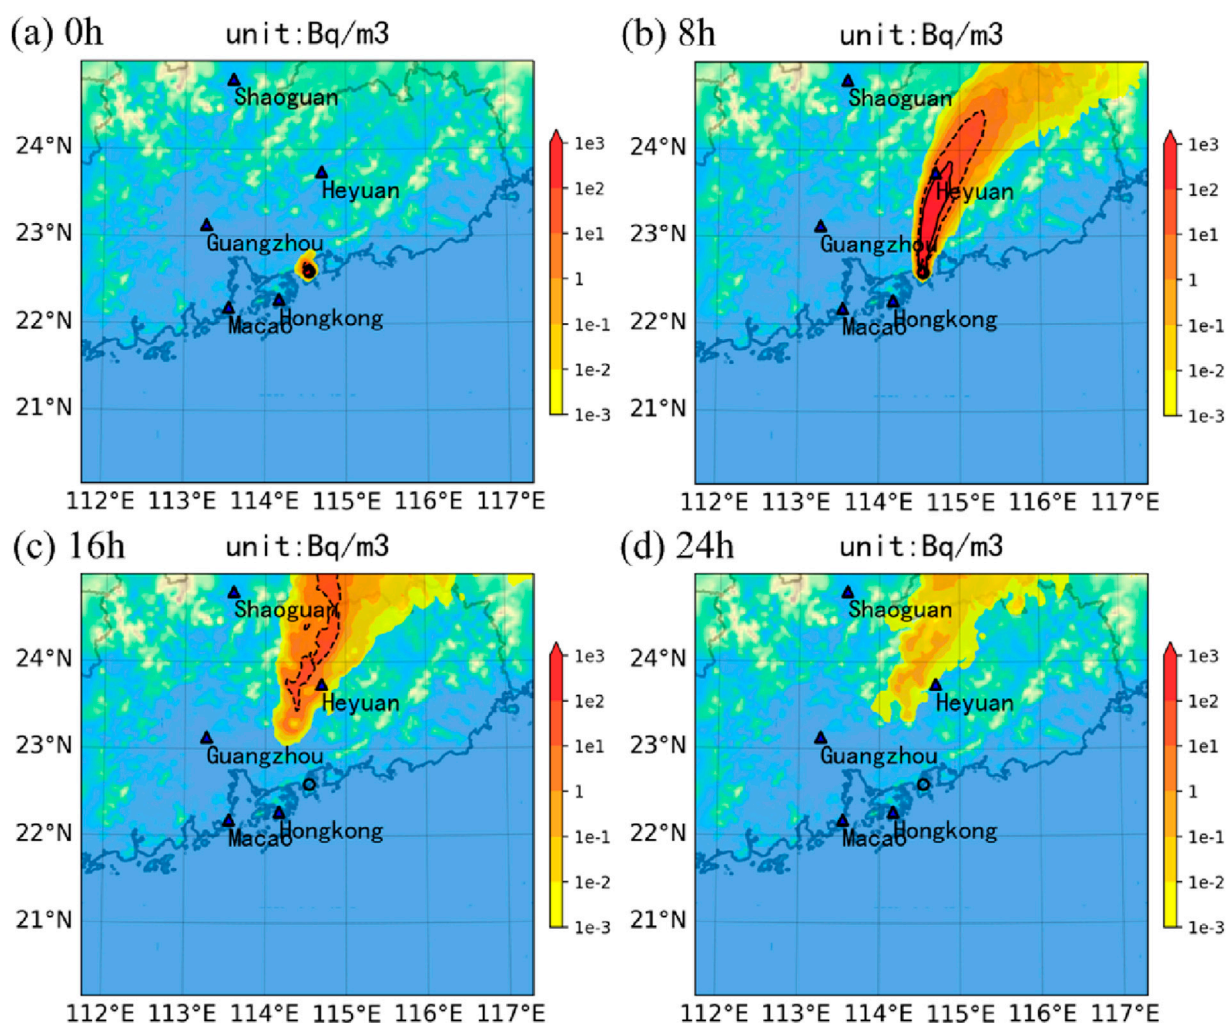 (a) 0h unit:Bq/m3
Shaoguan
24°N
Heyuan
23°N
Guangzhou
22°N
Macao
Hongkong
21°N
112°E 113°E 114°E 115°E 116°E 117°E
1e3
1e2
1e1
1
1e-1
1e-2
1e-3
(b) 8h unit:Bq/m3
Shaoguan
24°N
Heyuan
23°N
Guangzhou
22°N
Macao
Hongkong
21°N
112°E 113°E 114°E 115°E 116°E 117°E
1e3
1e2
1e1
1
1e-1
1e-2
1e-3
(c) 16h unit:Bq/m3
Shaoguan
24°N
Heyuan
23°N
Guangzhou
22°N
Macao
Hongkong
21°N
112°E 113°E 114°E 115°E 116°E 117°E
1e3
1e2
1e1
1
1e-1
1e-2
1e-3
(d) 24h unit:Bq/m3
Shaoguan
24°N
Heyuan
23°N
Guangzhou
22°N
Macao
Hongkong
21°N
112°E 113°E 114°E 115°E 116°E 117°E
1e3
1e2
1e1
1
1e-1
1e-2
1e-3